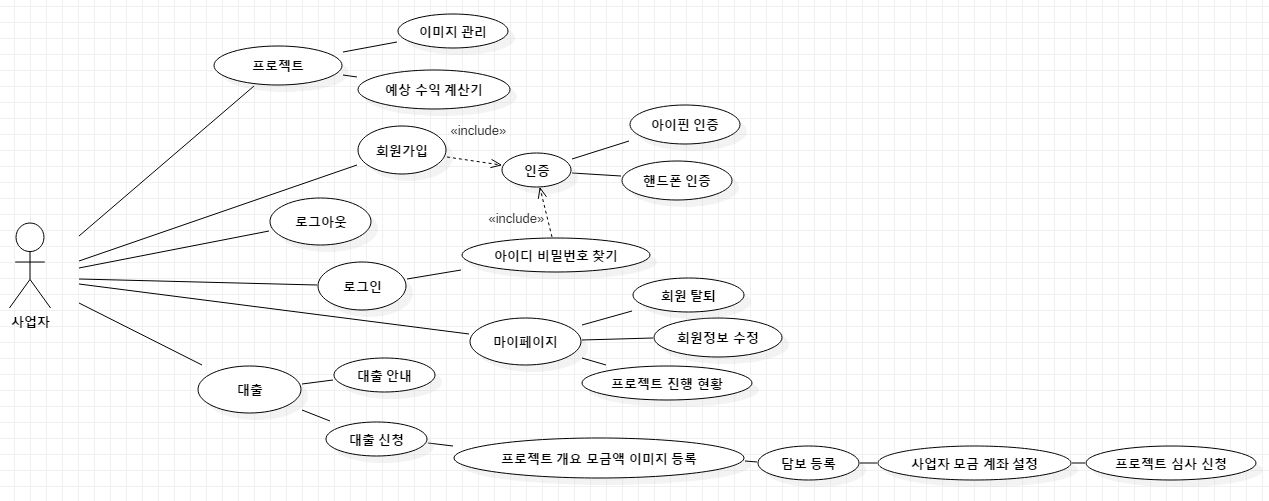 이미지 관리
프로젝트
예상 수익 계산기
아이핀 인증
«include»
회원가입
인증
핸드폰 인증
«include»
로그아웃
아이디 비밀번호 찾기
로그인
회원 탈퇴
사업자
마이페이지
회원정보 수정
프로젝트 진행 현황
대출
대출 안내
대출 신청
프로젝트 개요 모금액 이미지 등록
담보 등록
사업자 모금 계좌 설정
프로젝트 심사 신청